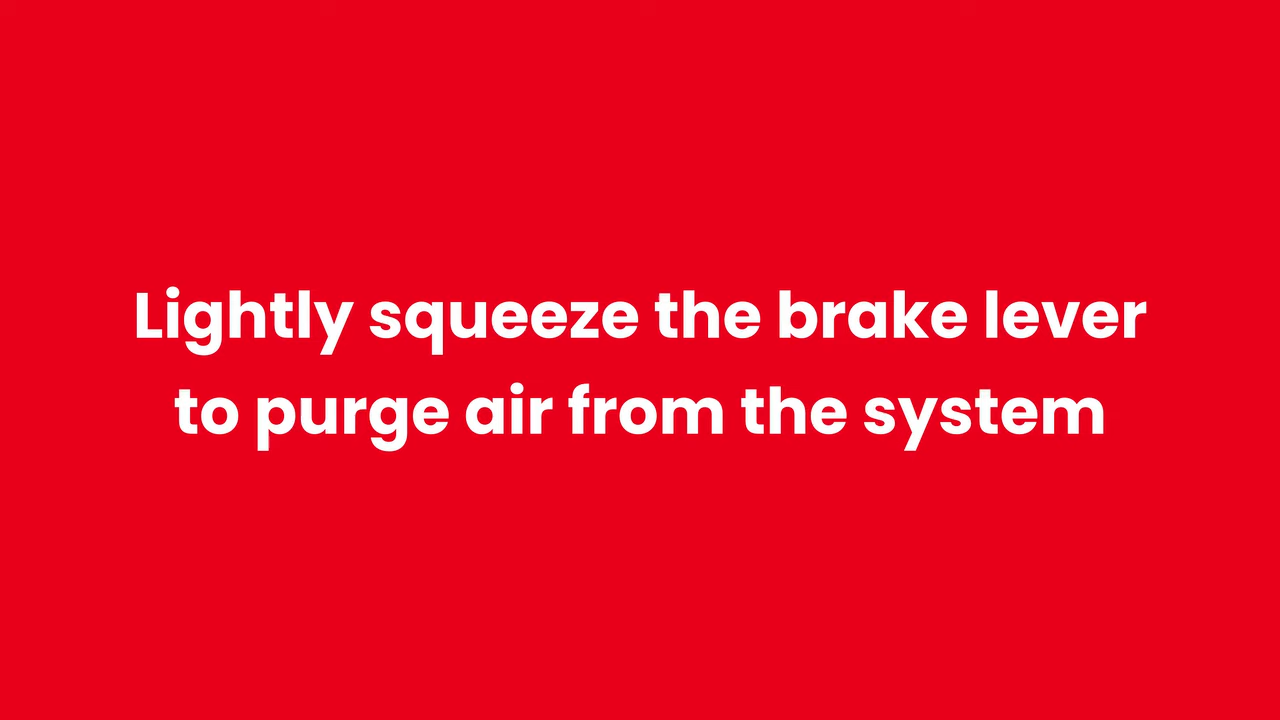 Lightly squeeze the brake lever
to purge air from the system